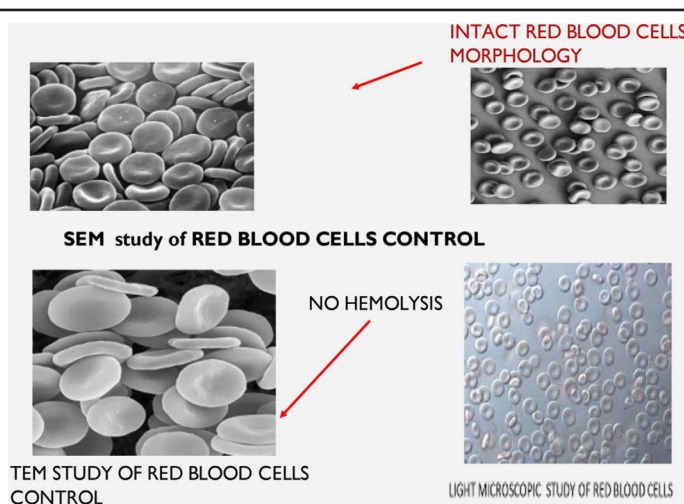 INTACT RED BLOOD CELLS
MORPHOLOGY
SEM study of RED BLOOD CELLS CONTROL
NO HEMOLYSIS
TEM STUDY OF RED BLOOD CELLS
CONTROL
LIGHT MICROSCOPIC STUDY OF RED BLOOD CELLS